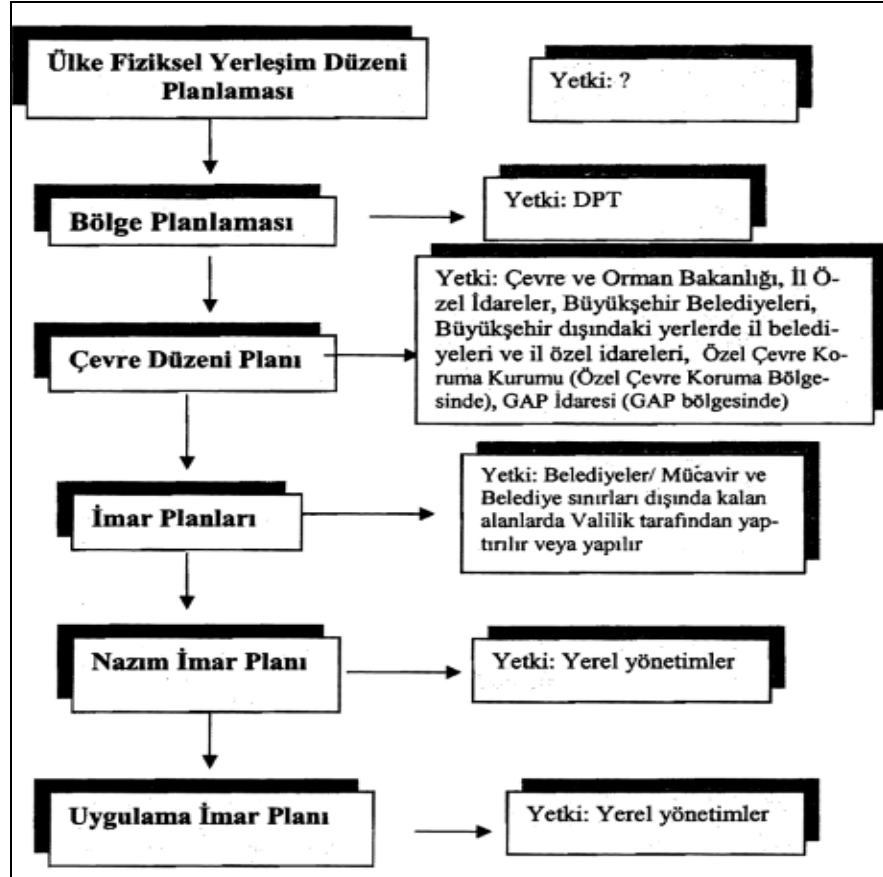 Ülke Fiziksel Yerleşim Düzeni
Planlaması
Yetki: ?
Bölge Planlaması
Yetki: DPT
Çevre Düzeni Planı
Yetki: Çevre ve Orman Bakanlığı, İl Ö-
zel İdareler, Büyükşehir Belediyeleri,
Büyükşehir dışındaki yerlerde il beledi-
yeleri ve il özel idareleri, Özel Çevre Ko-
ruma Kurumu (Özel Çevre Koruma Bölge-
sinde), GAP İdaresi (GAP bölgesinde)
İmar Planları
Yetki: Belediyeler/ Mücavir ve
Belediye sınırları dışında kalan
alanlarda Valilik tarafından yap-
tırılır veya yapılır
Nazım İmar Planı
Yetki: Yerel yönetimler
Uygulama İmar Planı
Yetki: Yerel yönetimler